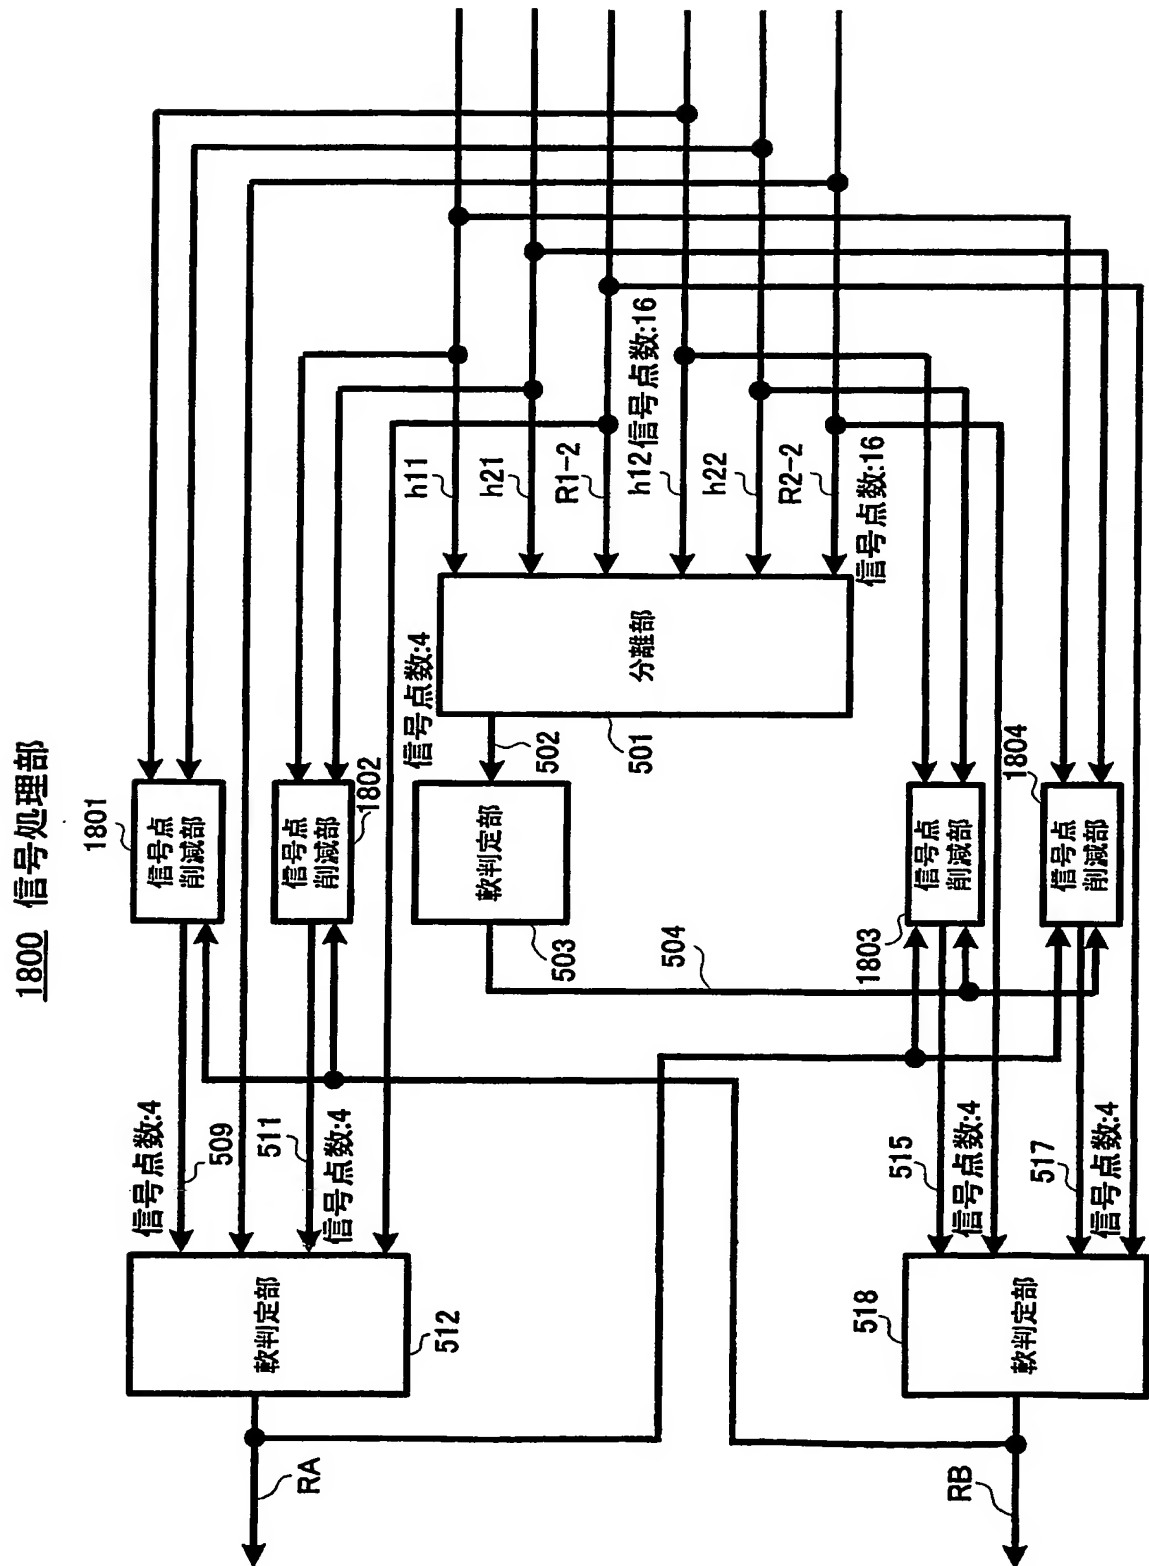 1800 信号処理部
1801
信号点
削減部
信号点
削減部
1802
信号点数:4
509
511
信号点数:4
軟判定部
512
RA
h11
h21
R1-2
h12
信号点数:16
h22
R2-2
信号点数:16
分離部
501
信号点数:4
502
軟判定部
503
504
1803
信号点
削減部
1804
信号点
削減部
515
信号点数:4
517
信号点数:4
518
軟判定部
RB